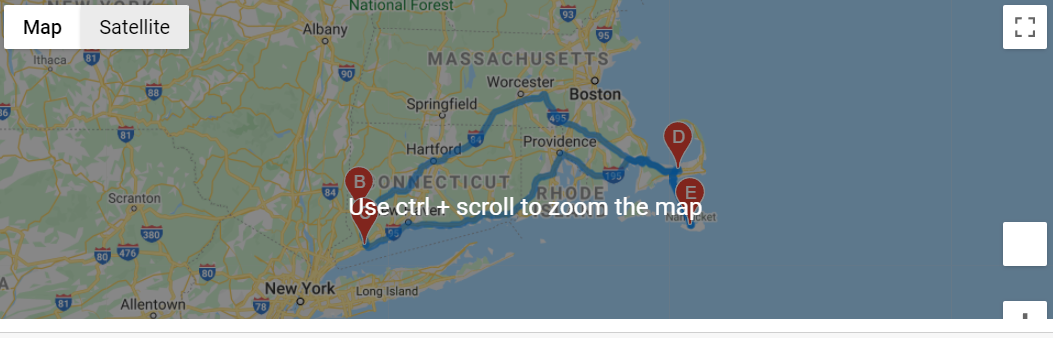 Map
Satellite
NEW YORK
National Forest
93
Albany
95
Ithaca
81
MASSACHUSETTS
90
Worcester
88
Boston
Springfield
86
495
81
84
Providence
D
Hartford
B
195
CONNECTICUT
84
E
Scranton
RHODE
Use ctrl + scroll to zoom the map
Nantucket
380
95
80
476
80
New York
Long Island
Allentown
81
78